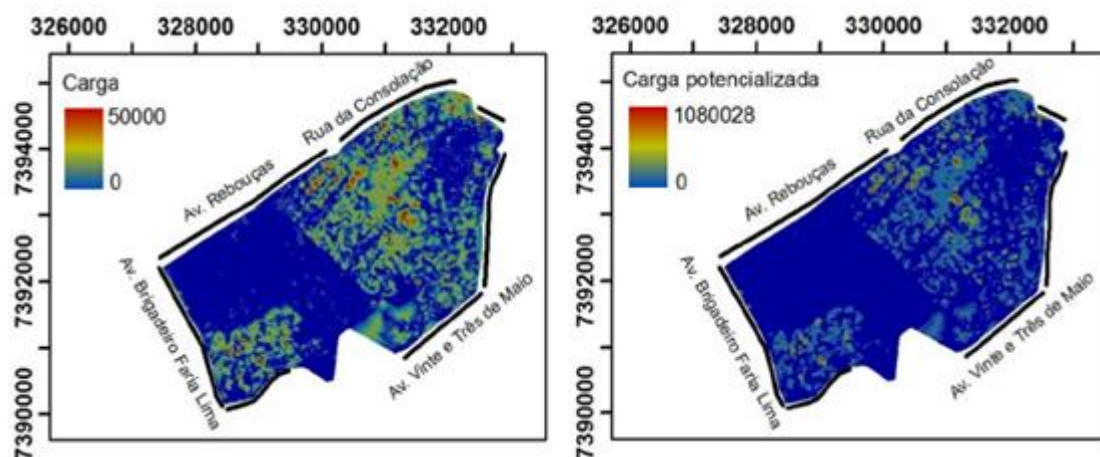 326000 328000 330000 332000
Carga
50000
0
Rua da Consolação
Av. Rebouças
Av. Brigadeiro Faria Lima
Av. Vinte e Três de Maio
7394000
7392000
7390000
326000 328000 330000 332000
Carga potencializada
1080028
0
Rua da Consolação
Av. Rebouças
Av. Brigadeiro Faria Lima
Av. Vinte e Três de Maio
7394000
7392000
7390000